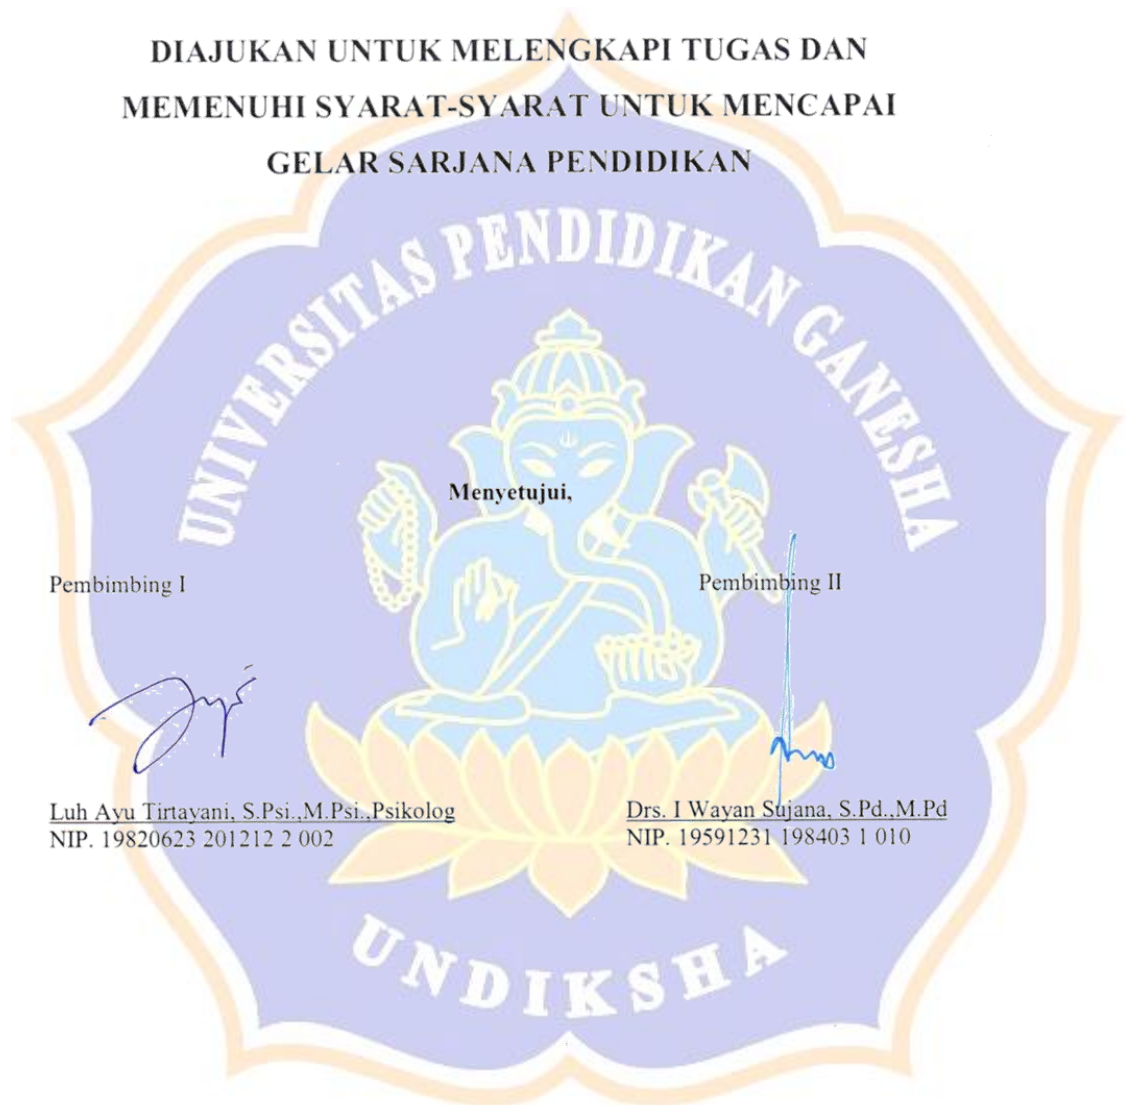 DIAJUKAN UNTUK MELENGKAPI TUGAS DAN
MEMENUHI SYARAT-SYARAT UNTUK MENCAPAI
GELAR SARJANA PENDIDIKAN
UNIVERSITAS PENDIDIKAN GANESHA
Menyetujui,
Pembimbing I
Pembimbing II
Luh Ayu Tirtayani, S.Psi.,M.Psi.,Psikolog
NIP. 19820623 201212 2 002
Drs. I Wayan Sujana, S.Pd.,M.Pd
NIP. 19591231 198403 1 010
UNDIKSHA